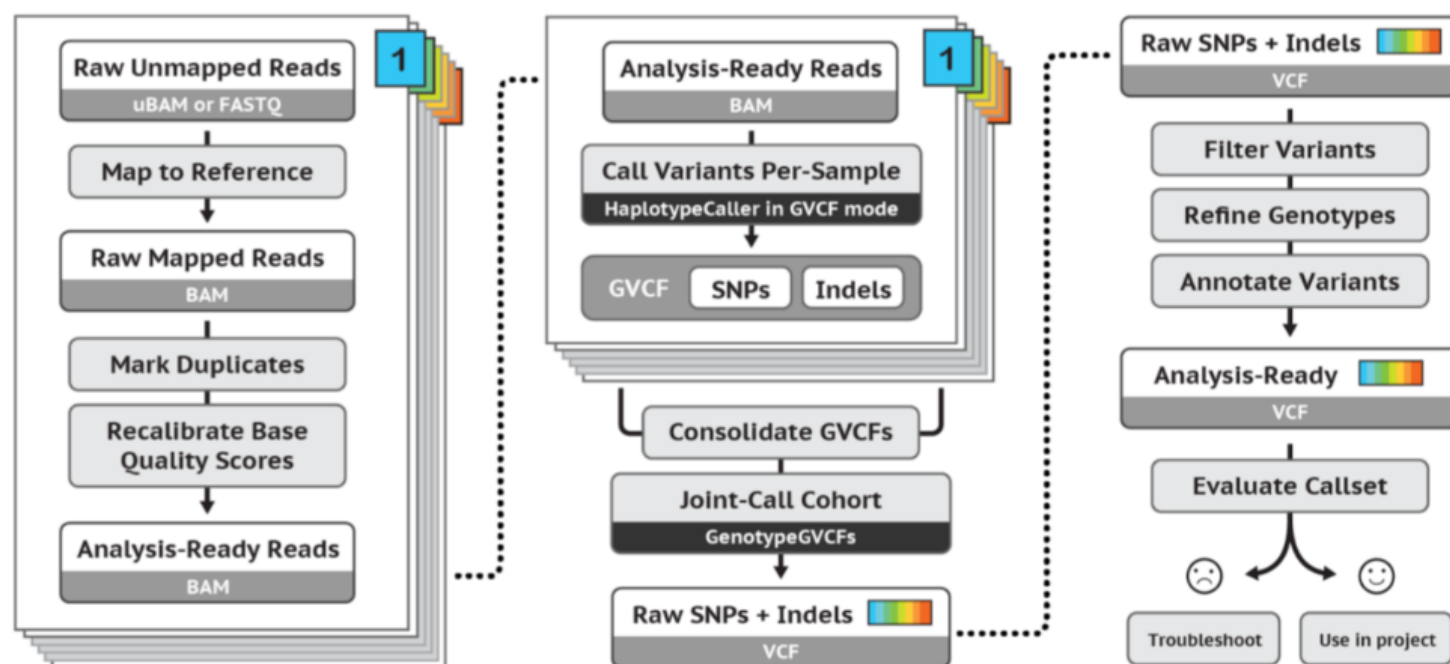 1
Raw Unmapped Reads
uBAM or FASTQ
Map to Reference
Raw Mapped Reads
BAM
Mark Duplicates
Recalibrate Base
Quality Scores
Analysis-Ready Reads
BAM
1
Analysis-Ready Reads
BAM
Call Variants Per-Sample
HaplotypeCaller in GVCF mode
GVCF SNPs Indels
Consolidate GVCFs
Joint-Call Cohort
GenotypeGVCFs
Raw SNPs + Indels
VCF
Raw SNPs + Indels
VCF
Filter Variants
Refine Genotypes
Annotate Variants
Analysis-Ready
VCF
Evaluate Callset
Troubleshoot Use in project